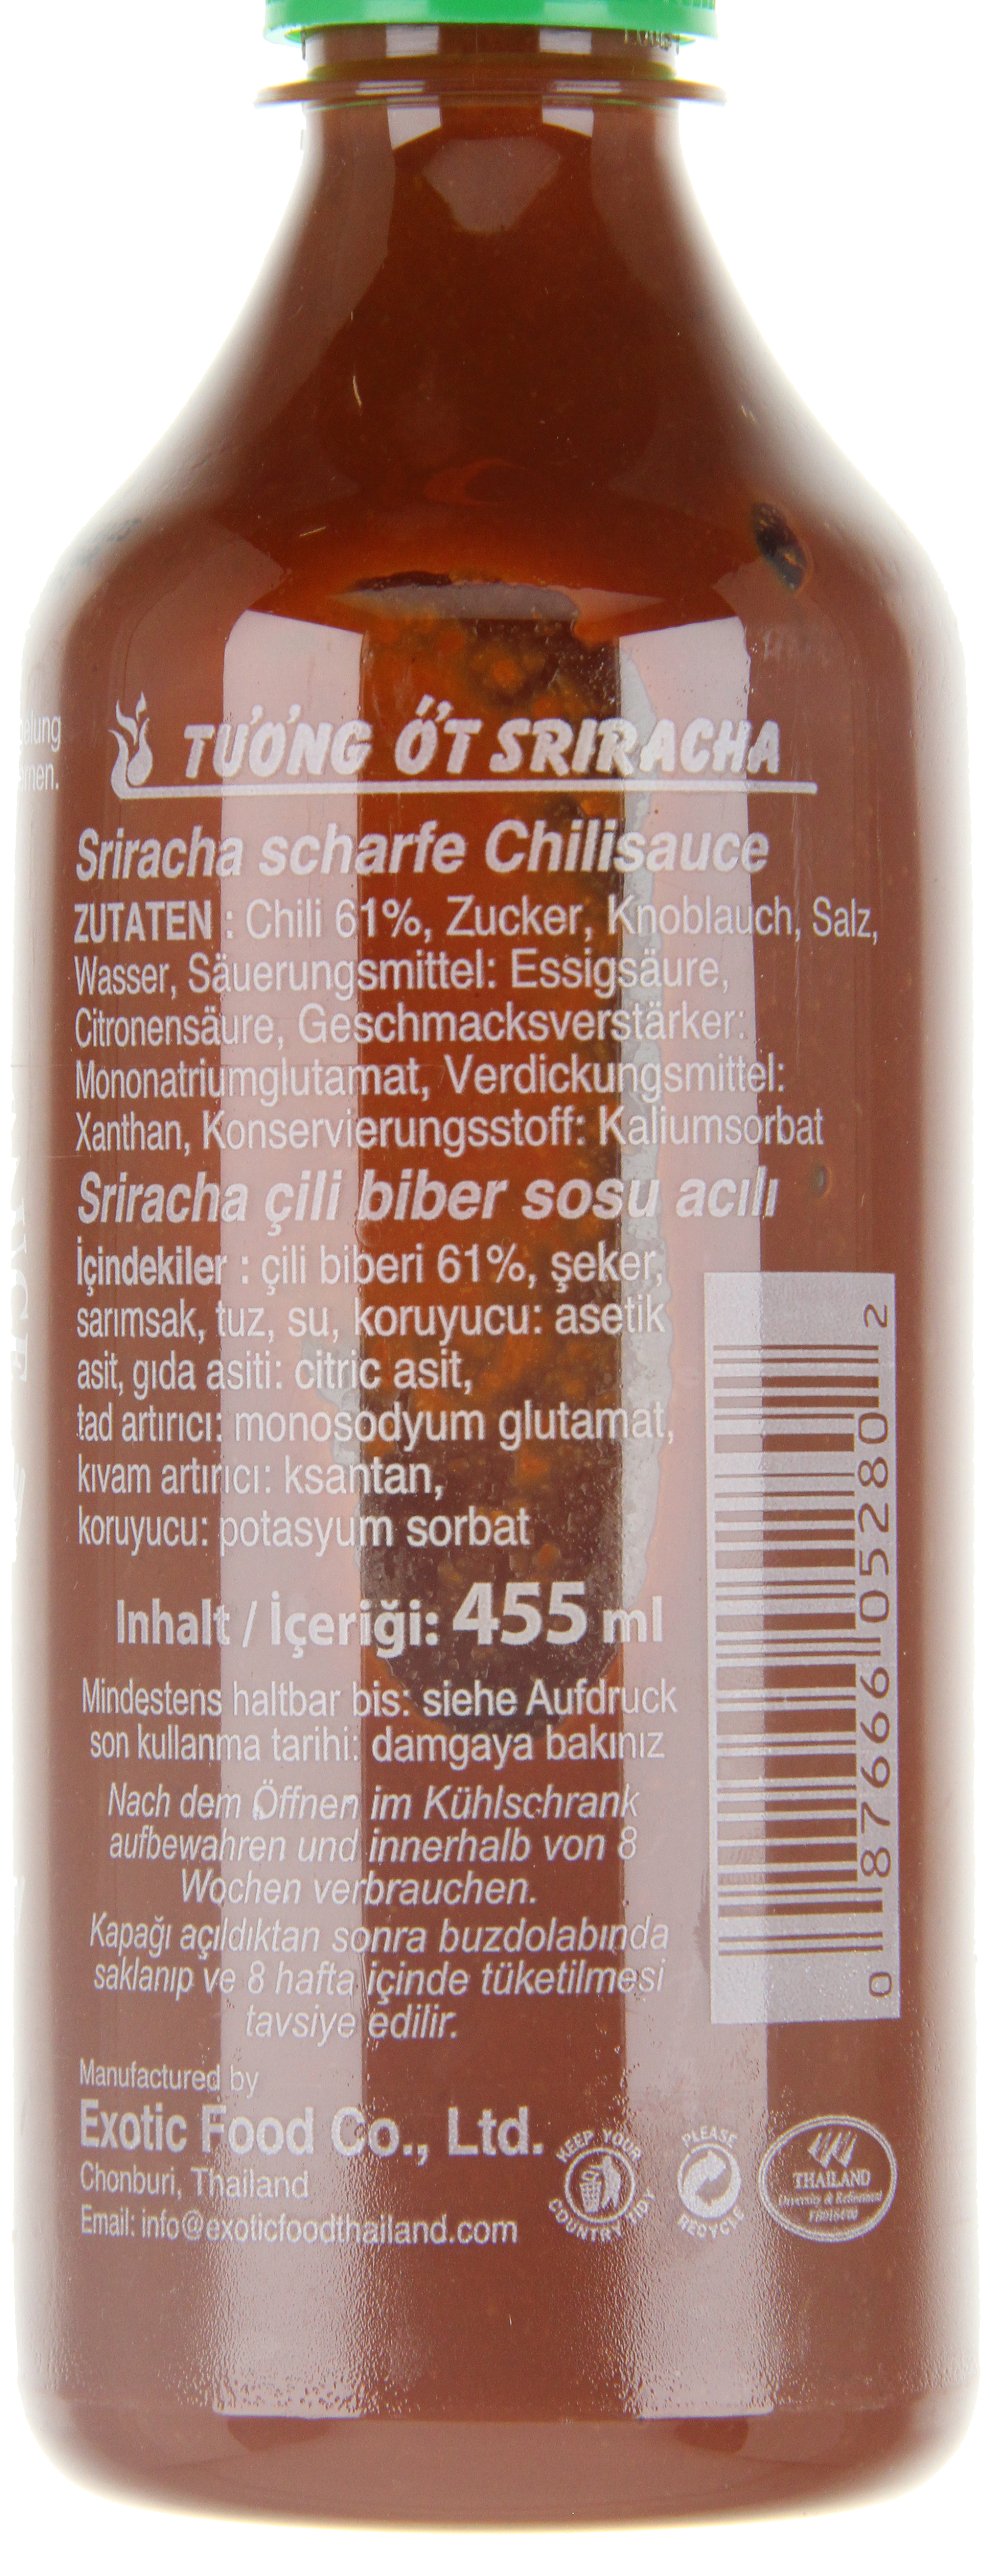 elung
men.
TƯƠNG ỚT SRIRACHA
Sriracha scharfe Chilisauce
ZUTATEN : Chili 61%, Zucker, Knoblauch, Salz,
Wasser, Säuerungsmittel: Essigsäure,
Citronensäure, Geschmacksverstärker:
Mononatriumglutamat, Verdickungsmittel:
Xanthan, Konservierungsstoff: Kaliumsorbat
Sriracha çili biber sosu acılı
İçindekiler : çili biberi 61%, şeker,
sarımsak, tuz, su, koruyucu: asetik
asit, gıda asiti: citric asit,
tad artırıcı: monosodyum glutamat,
kıvam artırıcı: ksantan,
koruyucu: potasyum sorbat
Inhalt / İçeriği: 455 ml
Mindestens haltbar bis: siehe Aufdruck
son kullanma tarihi: damgaya bakınız
Nach dem Öffnen im Kühlschrank
aufbewahren und innerhalb von 8
Wochen verbrauchen.
Kapağı açıldıktan sonra buzdolabında
saklanıp ve 8 hafta içinde tüketilmesi
tavsiye edilir.
Manufactured by
Exotic Food Co., Ltd.
Chonburi, Thailand
Email: info@exoticfoodthailand.com
KEEP YOUR
COUNTRY TIDY
PLEASE
RECYCLE
THAILAND
Diversity & Refinement
0 87666 05280 2